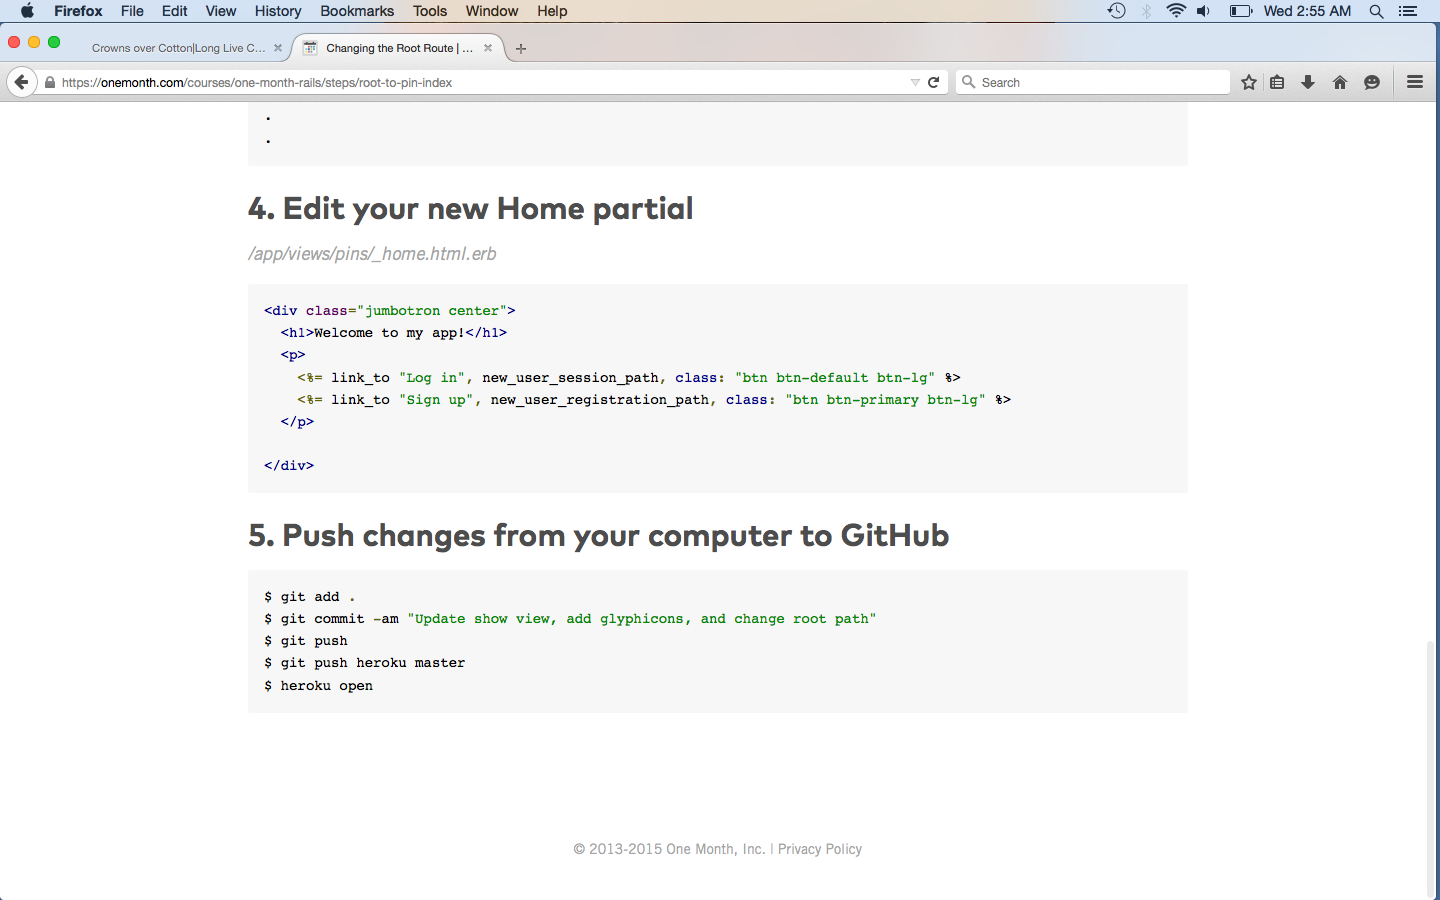 Firefox File Edit View History Bookmarks Tools Window Help Wed 2:55 AM
Crowns over Cotton|Long Live C... Changing the Root Route | ...
https://onemonth.com/courses/one-month-rails/steps/root-to-pin-index Search
.
.
4. Edit your new Home partial
/app/views/pins/_home.html.erb
<div class="jumbotron center">
<h1>Welcome to my app!</h1>
<p>
<%= link_to "Log in", new_user_session_path, class: "btn btn-default btn-lg" %>
<%= link_to "Sign up", new_user_registration_path, class: "btn btn-primary btn-lg" %>
</p>
</div>
5. Push changes from your computer to GitHub
$ git add .
$ git commit -am "Update show view, add glyphicons, and change root path"
$ git push
$ git push heroku master
$ heroku open
© 2013-2015 One Month, Inc. | Privacy Policy